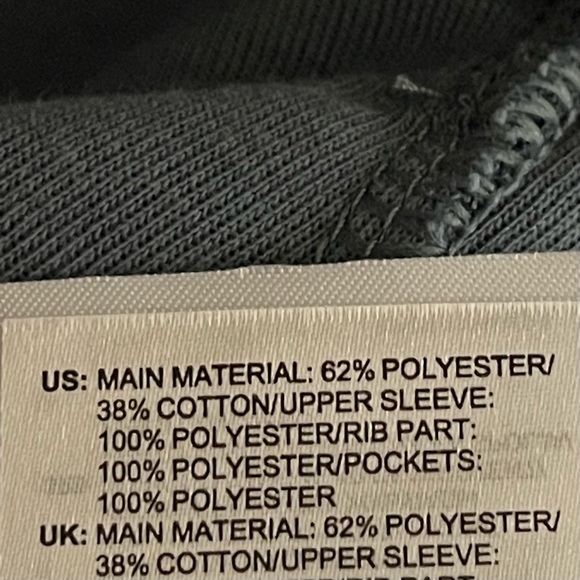 US: MAIN MATERIAL: 62% POLYESTER/
38% COTTON/UPPER SLEEVE:
100% POLYESTER/RIB PART:
100% POLYESTER/POCKETS:
100% POLYESTER
UK: MAIN MATERIAL: 62% POLYESTER/
38% COTTON/UPPER SLEEVE: